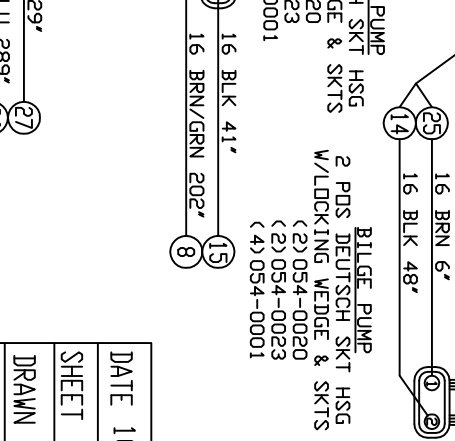 25 16 BRN 6" 1
14 16 BLK 48" 2
PUMP
H SKT HSG
GE & SKTS
20
23
0001
BILGE PUMP
2 POS DEUTSCH SKT HSG
W/LOCKING WEDGE & SKTS
(2)054-0020
(2)054-0023
(4)054-0001
16 BLK 41" 15
16 BRN/GRN 202" 8
29" 27
289"
DATE
SHEET
DRAWN